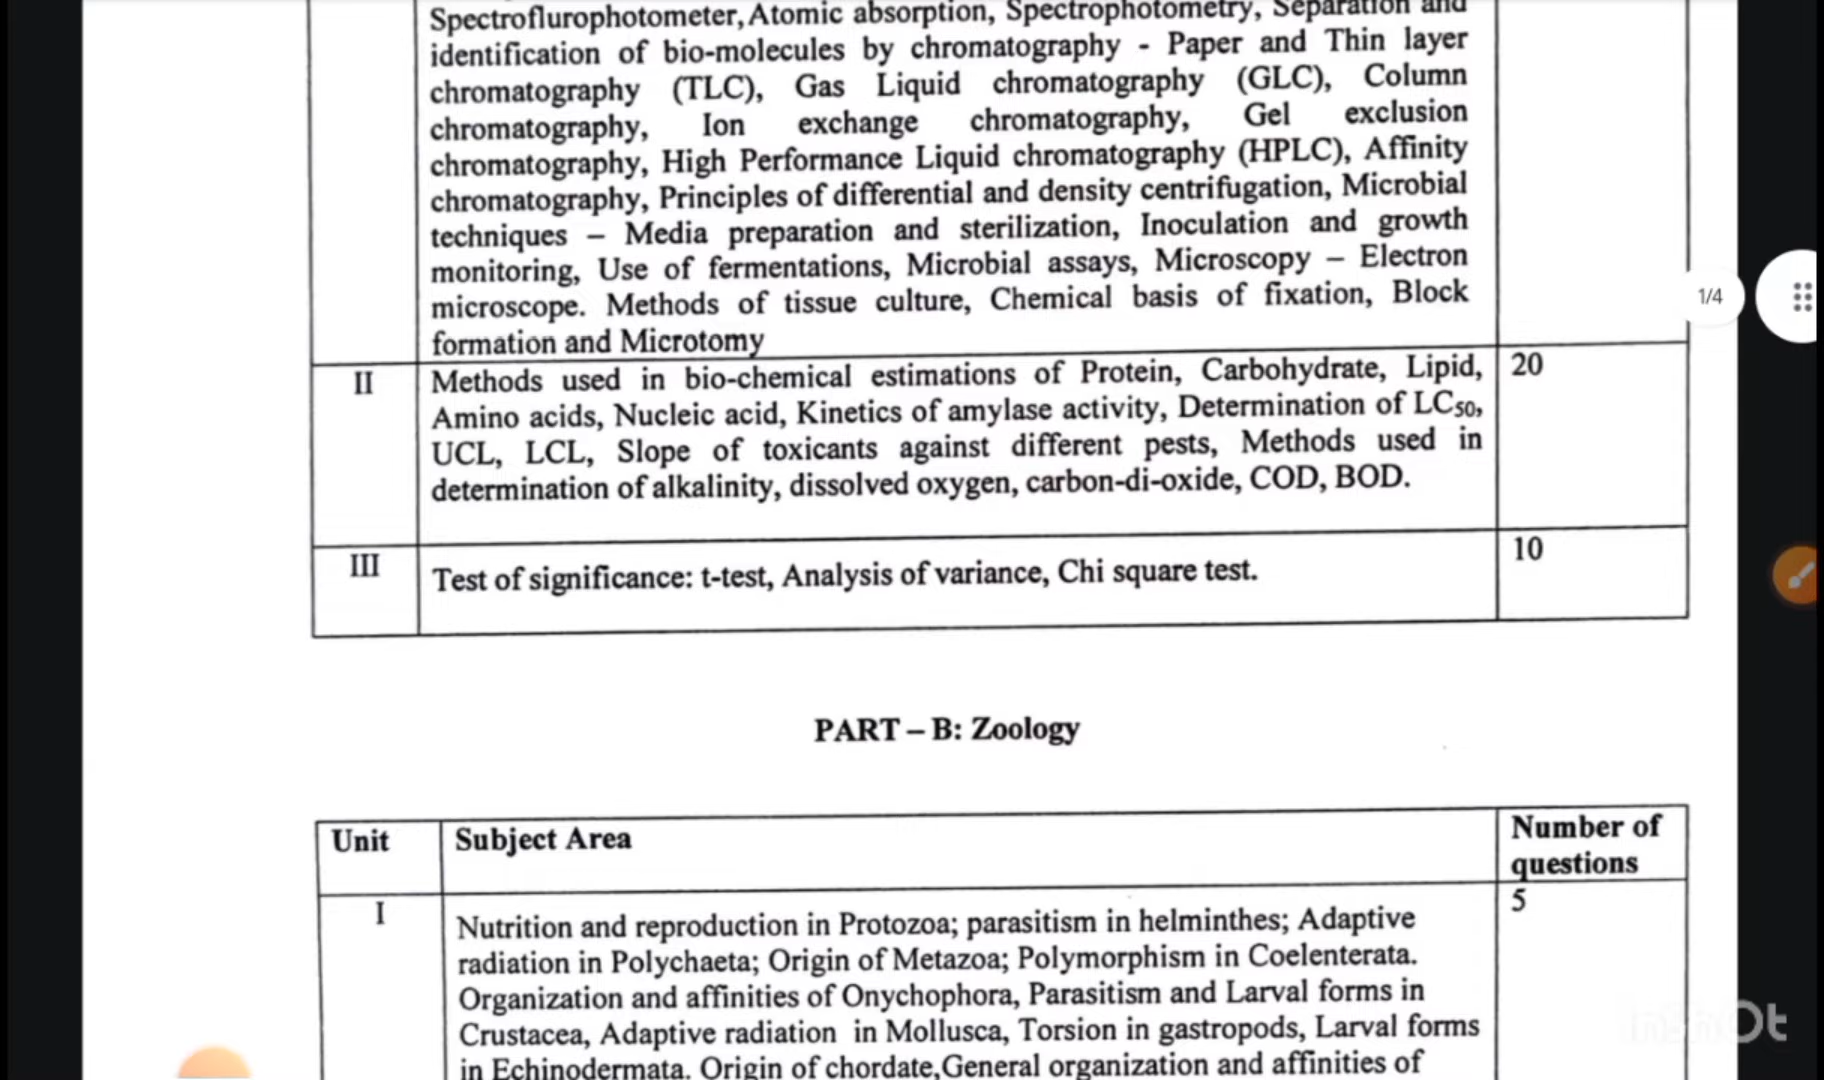 Spectroflurophotometer, Atomic absorption, Spectrophotometry, Separation and
identification of bio-molecules by chromatography - Paper and Thin layer
chromatography (TLC), Gas Liquid chromatography (GLC), Column
chromatography, Ion exchange chromatography, Gel exclusion
chromatography, High Performance Liquid chromatography (HPLC), Affinity
chromatography, Principles of differential and density centrifugation, Microbial
techniques – Media preparation and sterilization, Inoculation and growth
monitoring, Use of fermentations, Microbial assays, Microscopy – Electron
microscope. Methods of tissue culture, Chemical basis of fixation, Block
formation and Microtomy
1/4
II Methods used in bio-chemical estimations of Protein, Carbohydrate, Lipid, 20
Amino acids, Nucleic acid, Kinetics of amylase activity, Determination of LC50,
UCL, LCL, Slope of toxicants against different pests, Methods used in
determination of alkalinity, dissolved oxygen, carbon-di-oxide, COD, BOD.
III Test of significance: t-test, Analysis of variance, Chi square test. 10
PART – B: Zoology
Unit Subject Area Number of
questions
I Nutrition and reproduction in Protozoa; parasitism in helminthes; Adaptive 5
radiation in Polychaeta; Origin of Metazoa; Polymorphism in Coelenterata.
Organization and affinities of Onychophora, Parasitism and Larval forms in
Crustacea, Adaptive radiation in Mollusca, Torsion in gastropods, Larval forms
in Echinodermata. Origin of chordate,General organization and affinities of